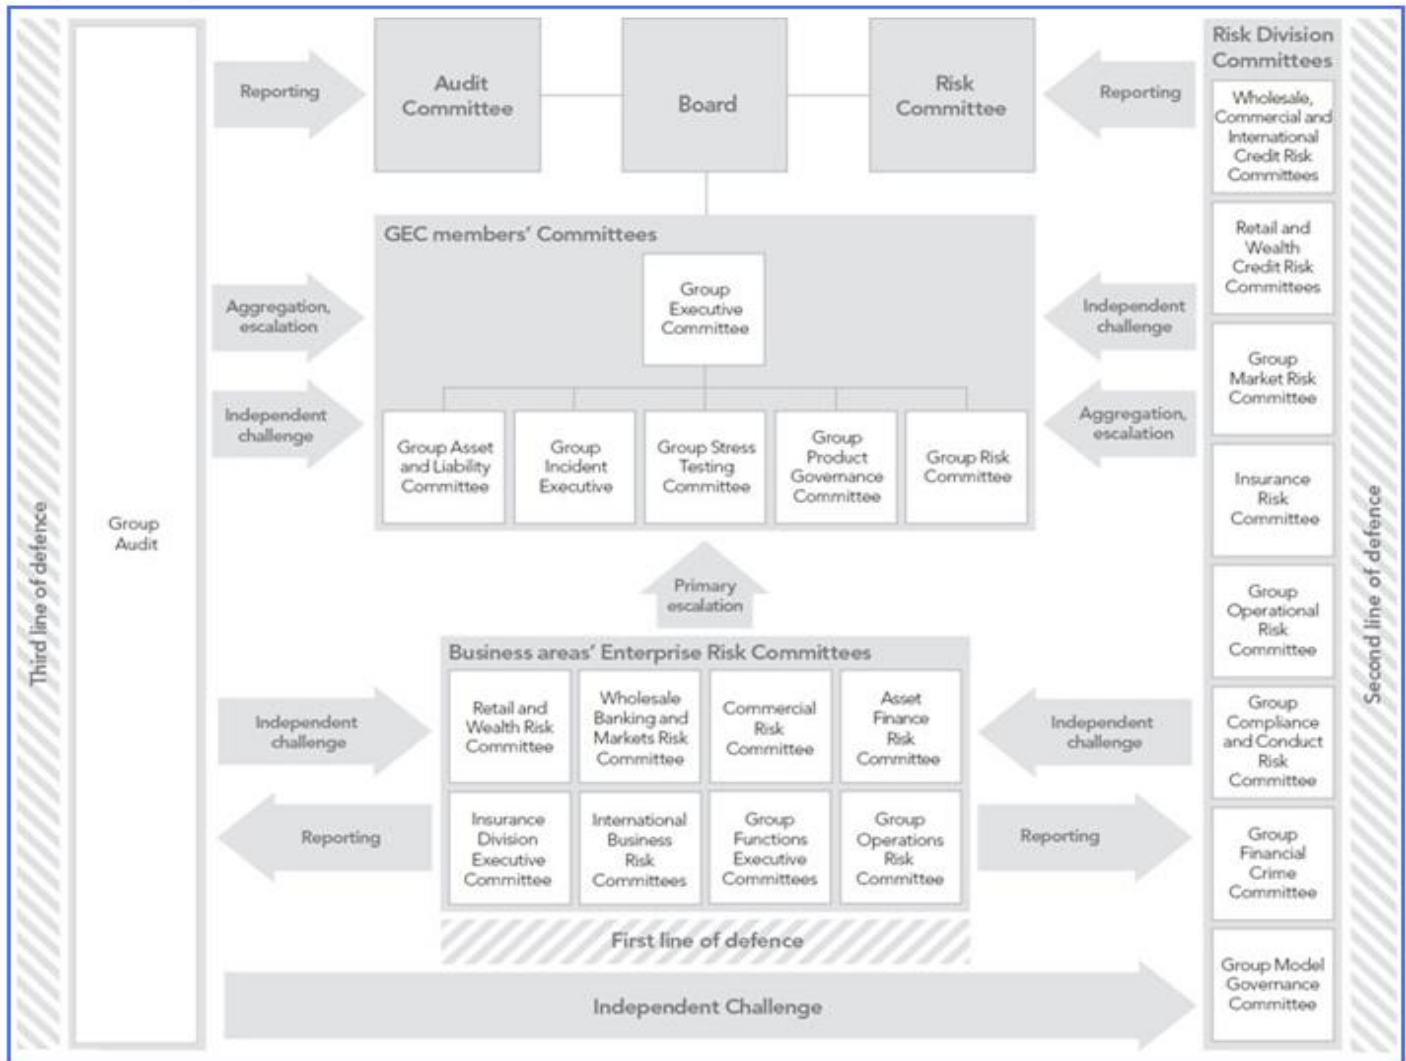 Third line of defence
Group
Audit
Reporting
Audit
Committee
Board
Risk
Committee
Reporting
Risk Division
Committees
Wholesale,
Commercial and
International
Credit Risk
Committees
Retail and
Wealth
Credit Risk
Committees
Group
Market Risk
Committee
Insurance
Risk
Committee
Group
Operational
Risk
Committee
Group
Compliance
and Conduct
Risk
Committee
Group
Financial
Crime
Committee
Group Model
Governance
Committee
Second line of defence
GEC members' Committees
Group
Executive
Committee
Aggregation,
escalation
Independent
challenge
Independent
challenge
Aggregation,
escalation
Group Asset
and Liability
Committee
Group
Incident
Executive
Group Stress
Testing
Committee
Group
Product
Governance
Committee
Group Risk
Committee
Primary
escalation
Business areas' Enterprise Risk Committees
Retail and
Wealth Risk
Committee
Wholesale
Banking and
Markets Risk
Committee
Commercial
Risk
Committee
Asset
Finance
Risk
Committee
Independent
challenge
Independent
challenge
Insurance
Division
Executive
Committee
International
Business
Risk
Committees
Group
Functions
Executive
Committees
Group
Operations
Risk
Committee
Reporting
Reporting
First line of defence
Independent Challenge